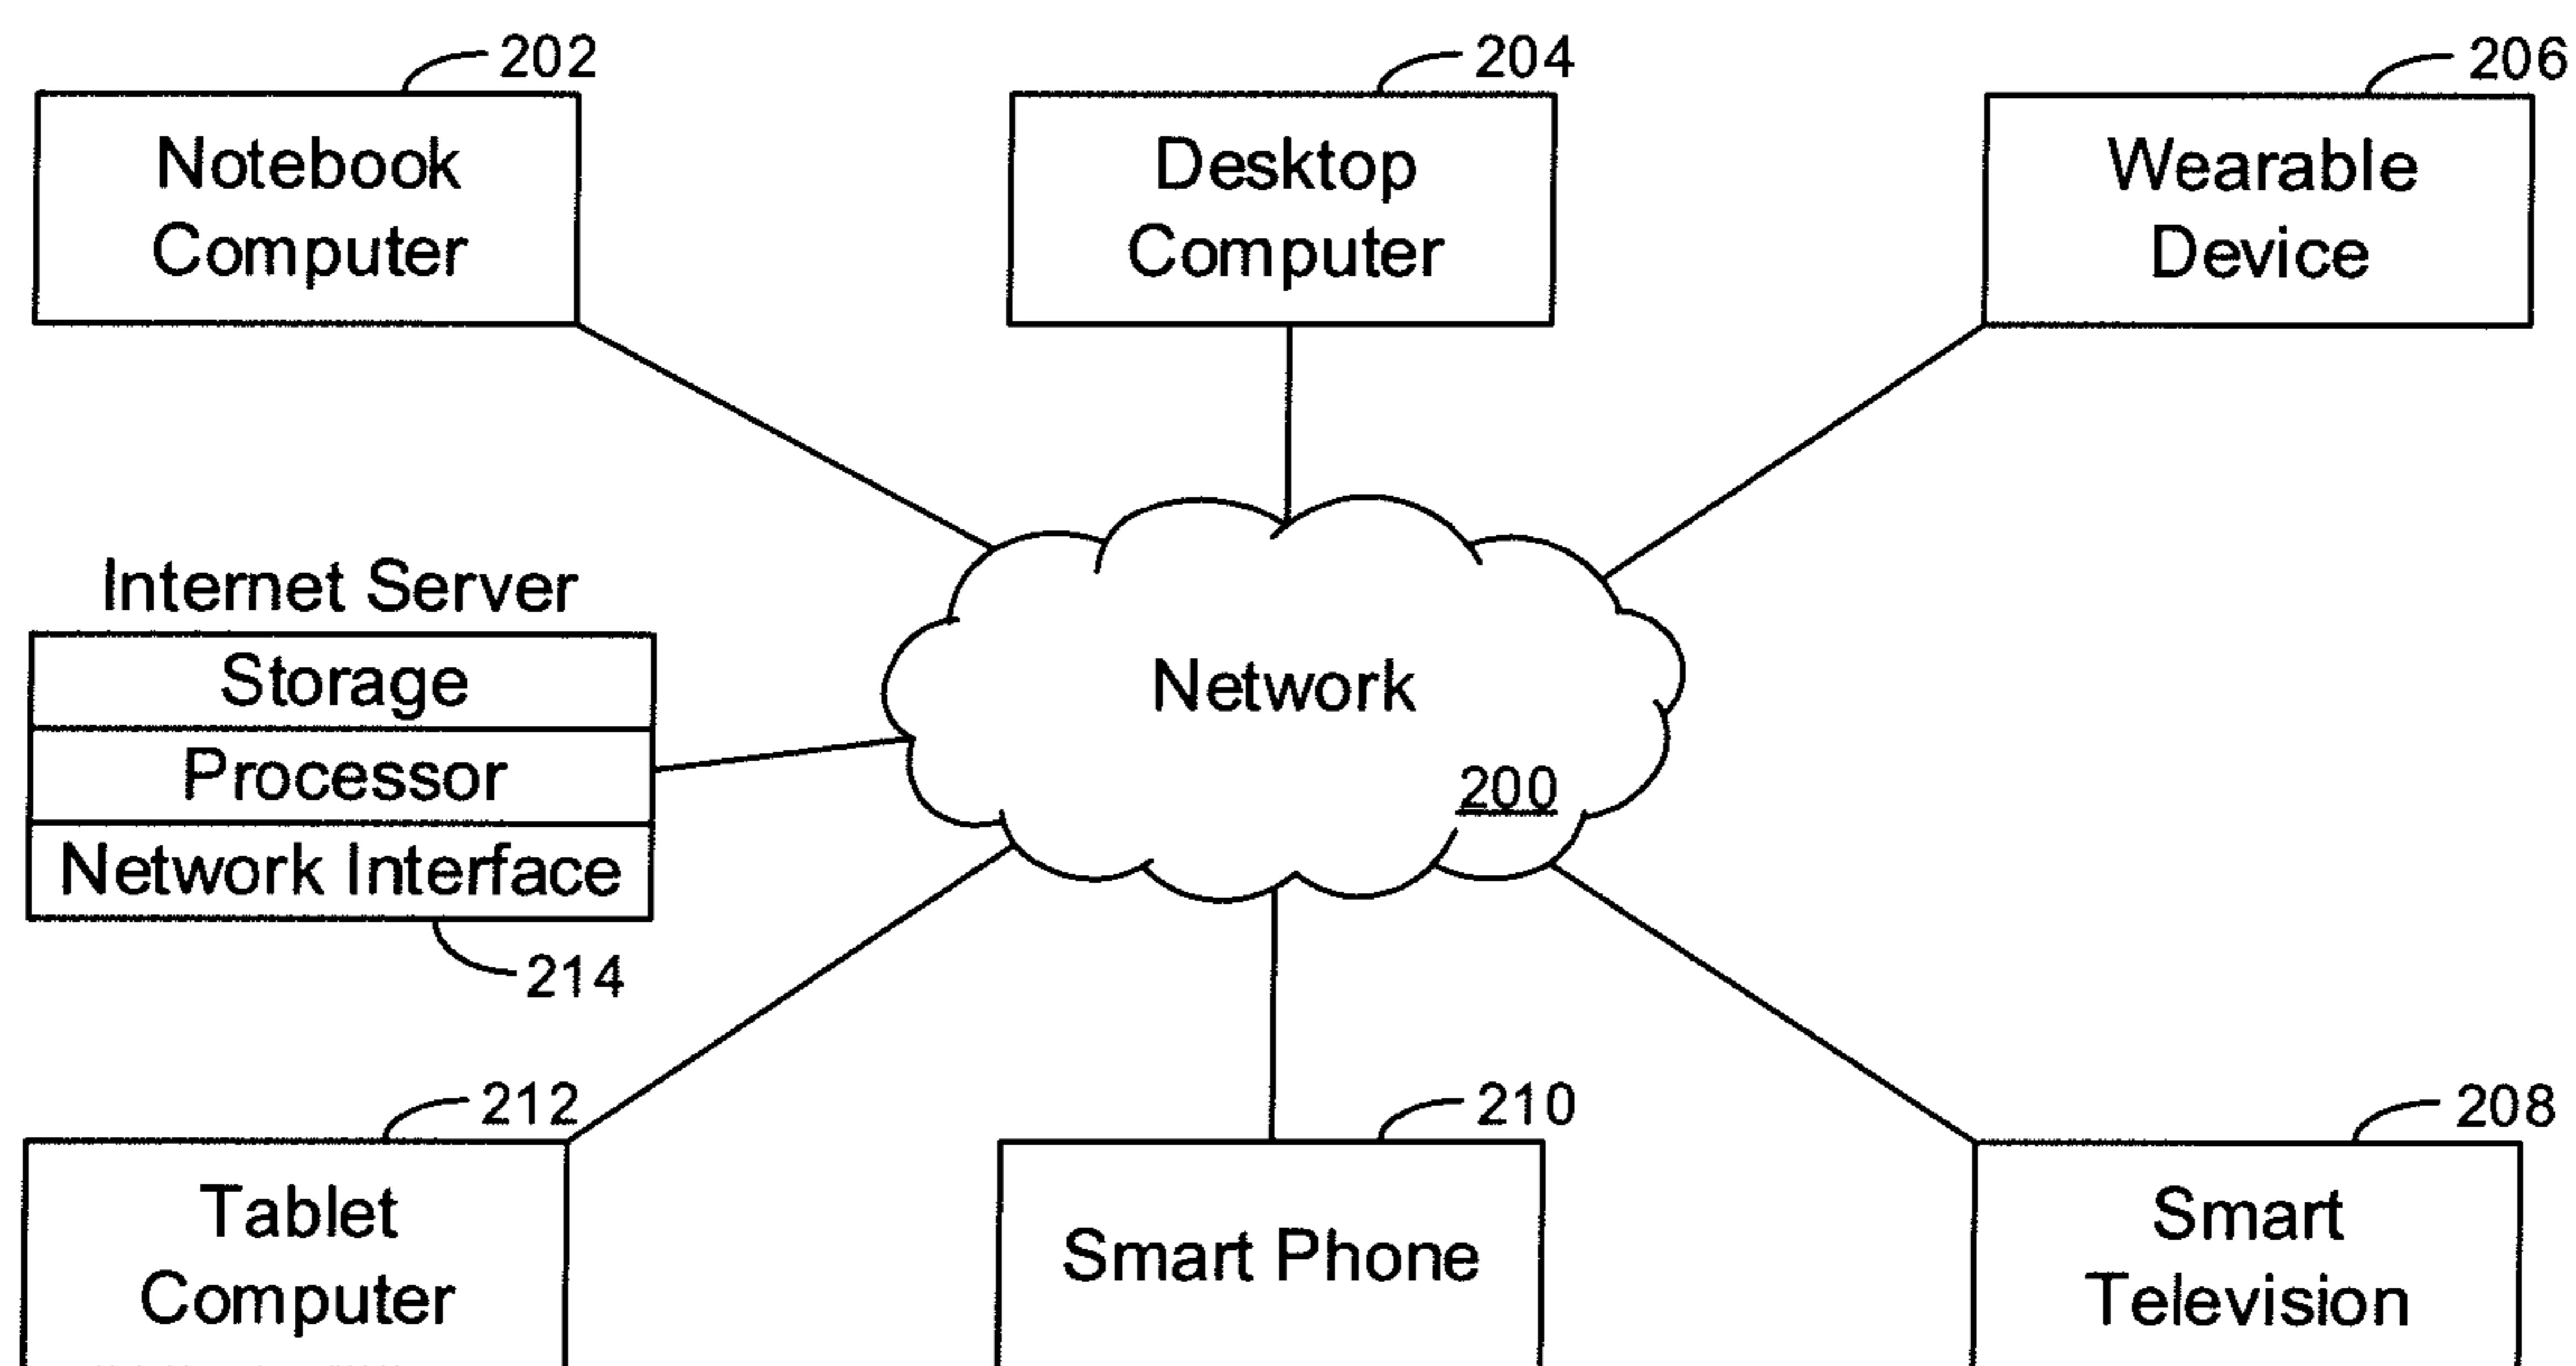 202
204
206
Notebook
Computer
Desktop
Computer
Wearable
Device
Internet Server
Storage
Processor
Network Interface
214
Network
200
212
210
208
Tablet
Computer
Smart Phone
Smart
Television